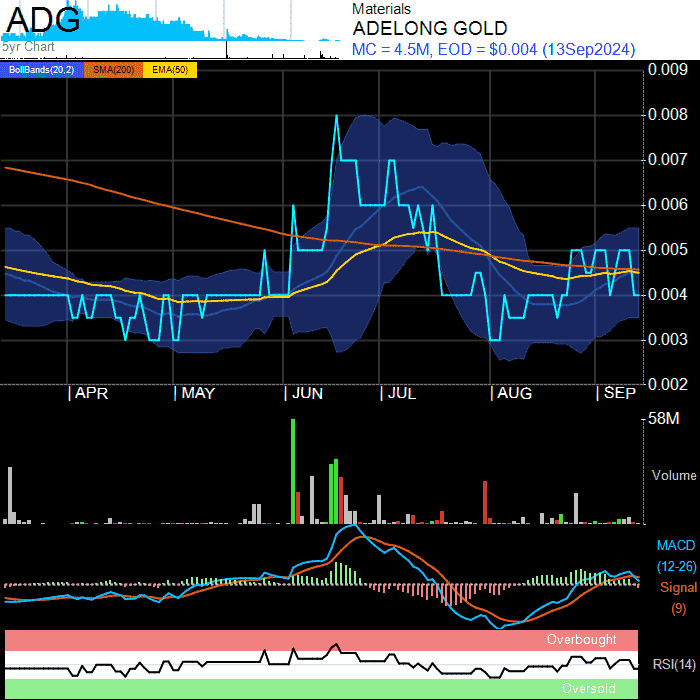 ADG
5yr Chart
Materials
ADELONG GOLD
MC = 4.5M, EOD = $0.004 (13Sep2024)
BollBands(20,2) SMA(200) EMA(50)
0.009
0.008
0.007
0.006
0.005
0.004
0.003
0.002
| APR | MAY | JUN | JUL | AUG | SEP
58M
Volume
MACD
(12-26)
Signal
(9)
Overbought
RSI(14)
Oversold